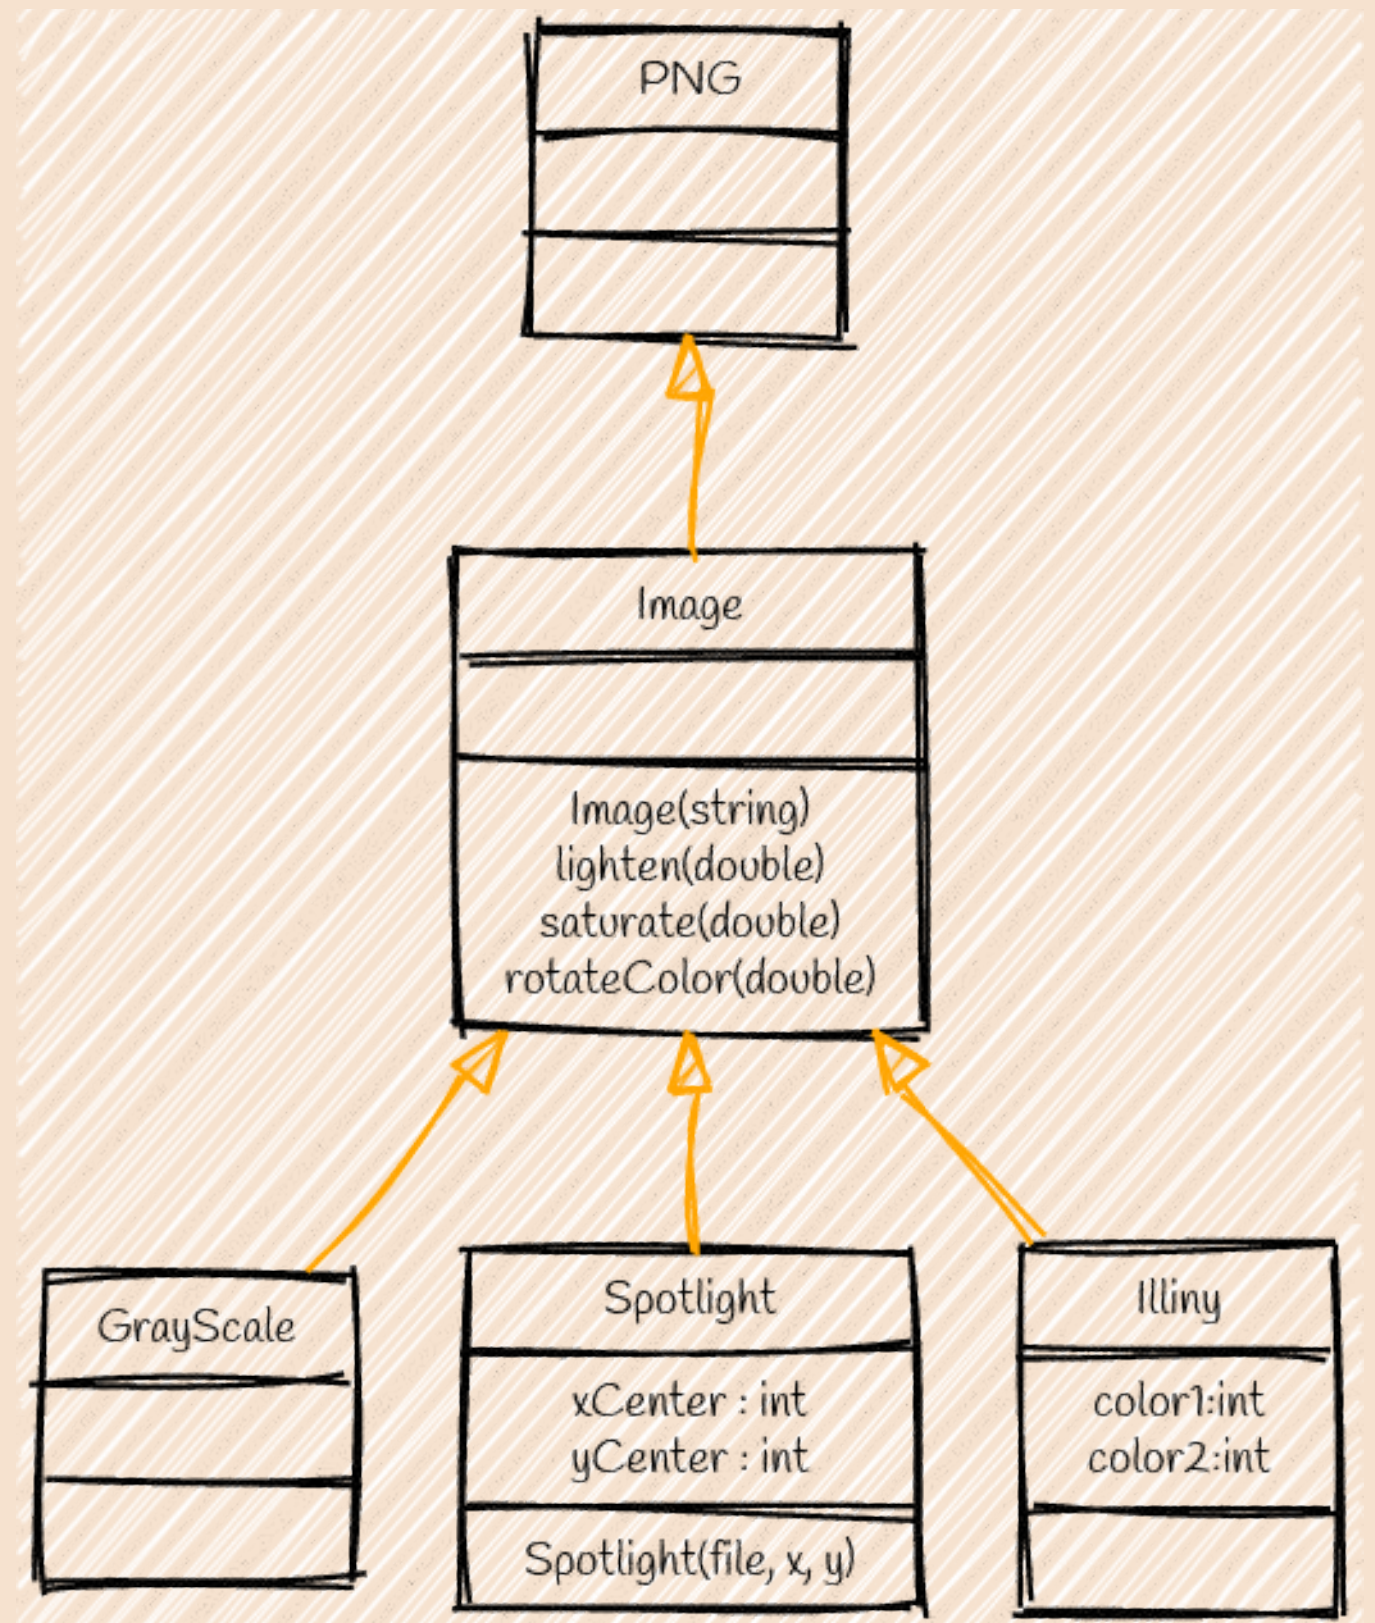 PNG
Image
Image(string)
lighten(double)
saturate(double)
rotateColor(double)
GrayScale
Spotlight
xCenter : int
yCenter : int
Spotlight(file, x, y)
Illiny
color1:int
color2:int